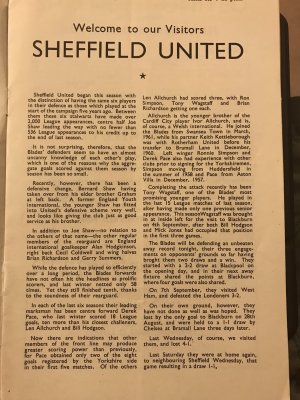 Welcome to our Visitors
SHEFFIELD UNITED
Sheffield United began this season with
the distinction of having the same six players
in their defence as those which played at the
start of the campaign five years ago. Between
them these six stalwarts have made over
2,000 League appearances, centre half Joe
Shaw leading the way with no fewer than
536 League appearances to his credit up to
the end of last season.
It is not surprising, therefore, that the
Blades' defenders seem to have an almost
uncanny knowledge of each other's play,
which is one of the reasons why the aggre-
gate goals scored against them season by
season has been so small.
Recently, however, there has been a
defensive change, Bernard Shaw having
taken over from his elder brother Graham
at left back. A former England Youth
international, the younger Shaw has fitted
into United's defensive scheme very well,
and looks like giving the club just as good
service as his brother.
In addition to Joe Shaw—no relation to
the others of that name—the other regular
members of the rearguard are England
international goalkeeper Alan Hodgkinson,
right back Cecil Coldwell and wing halves
Brian Richardson and Gerry Summers.
While the defence has played so efficiently
over a long period, the Blades forwards
have not often hit the headlines as prolific
scorers, and last winter netted only 58
times. Yet they still finished tenth, thanks
to the soundness of their rearguard.
In each of the last six seasons their leading
marksman has been centre forward Derek
Pace, who last winter scored 18 League
goals, ten more than his closest challengers,
Len Allchurch and Bill Hodgson.
Now there are indications that other
members of the front line may produce
greater scoring power than previously,
for Pace obtained only two of the eight
goals registered by the Yorkshire side
in their first five matches. Of the others
Len Allchurch had scored three, with Ron
Simpson, Tony Wagstaff and Brian
Richardson getting one each.
Allchurch is the younger brother of the
Cardiff City player Ivor Allchurch, and is,
of course, a Welsh international. He joined
the Blades from Swansea Town in March,
1961, while his partner Keith Kettleborough
was with Rotherham United before his
transfer to Bramall Lane in December,
1960. Left winger Ronnie Simpson and
Derek Pace also had experience with other
clubs prior to signing for the Yorkshiremen,
Simpson moving from Huddersfield in
the summer of 1958 and Pace from Aston
Villa in December, 1957.
Completing the attack recently has been
Tony Wagstaff, one of the Blades' most
promising younger players. He played in
the last 15 League matches of last season,
after having made only one previous senior
appearance. This season Wagstaff was brought
in at inside left for the visit to Blackburn
on 4th September, after both Bill Hodgson
and Mick Jones had occupied that position
in the first three games.
The Blades will be defending an unbeaten
away record tonight, their three engage-
ments on opponents' grounds so far having
brought them two draws and a win. They
opened with a 2-2 draw at Blackpool on
the opening day, and in their next away
fixture shared the points at Blackburn,
where four goals were also shared.
On 7th September, they visited West
Ham, and defeated the Londoners 3-2.
On their own ground, however, they
have not done as well as was hoped. They
lost by the only goal to Blackburn on 28th
August, and were held to a 1-1 draw by
Chelsea at Bramall Lane three days later.
Last Wednesday, of course, we visited
them, and lost 4-1.
Last Saturday they were at home again,
to neighbouring Sheffield Wednesday, that
game resulting in a draw 1-1.